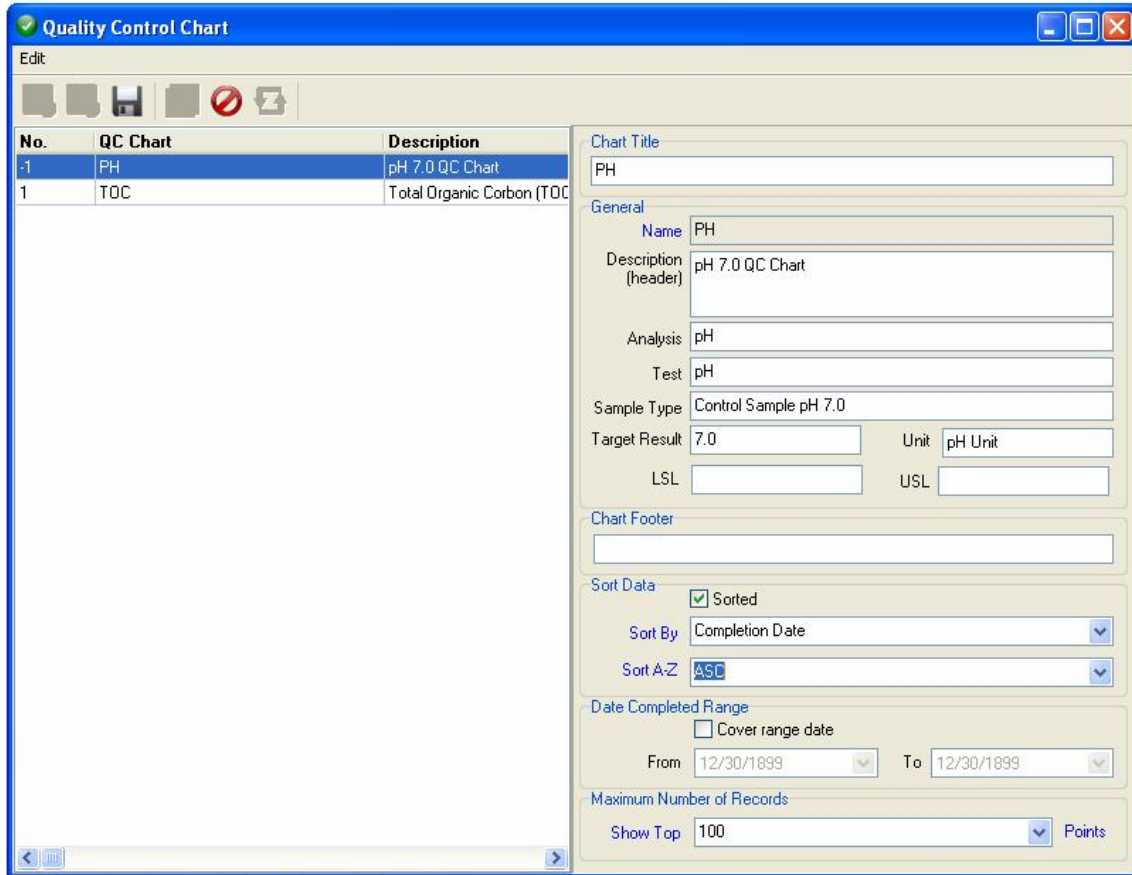 Quality Control Chart
Edit
No. QC Chart Description
-1 PH pH 7.0 QC Chart
1 TOC Total Organic Corbon (TOC
Chart Title
PH
General
Name PH
Description (header) pH 7.0 QC Chart
Analysis pH
Test pH
Sample Type Control Sample pH 7.0
Target Result 7.0 Unit pH Unit
LSL USL
Chart Footer
Sort Data
Sorted
Sort By Completion Date
Sort A-Z ASC
Date Completed Range
Cover range date
From 12/30/1899 To 12/30/1899
Maximum Number of Records
Show Top 100 Points